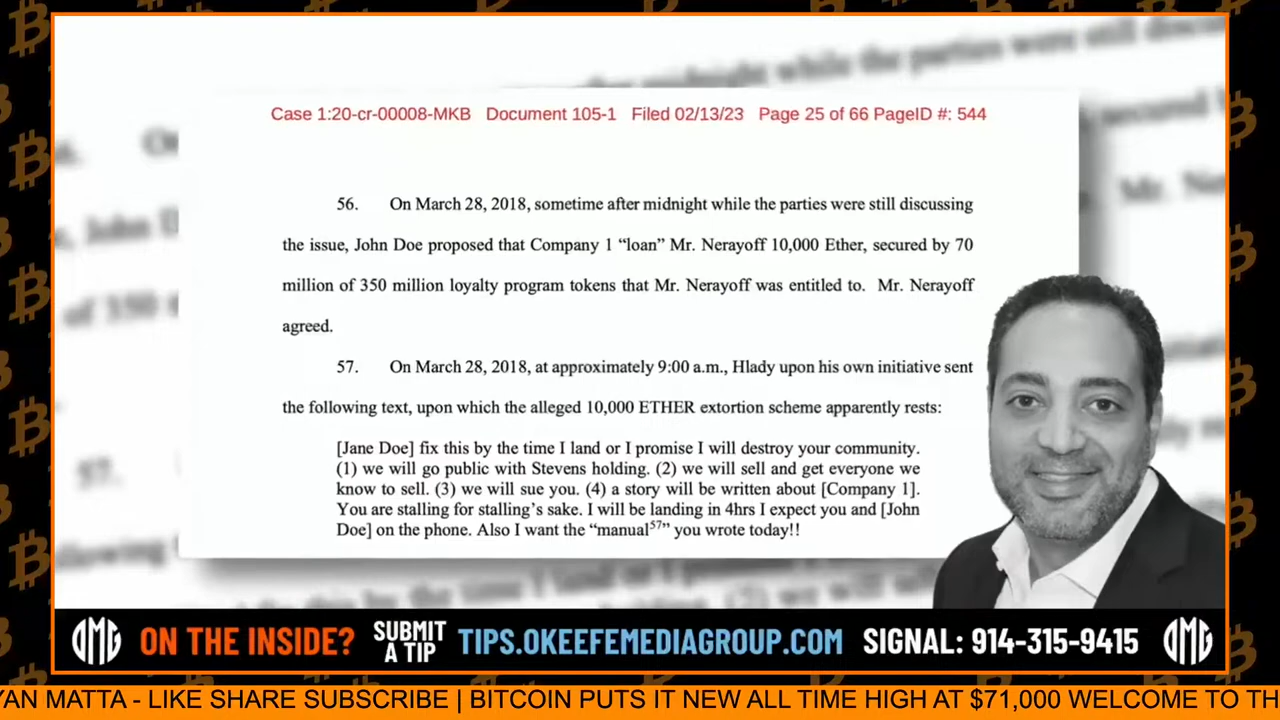 Case 1:20-cr-00008-MKB Document 105-1 Filed 02/13/23 Page 25 of 66 PageID #: 544
56. On March 28, 2018, sometime after midnight while the parties were still discussing
the issue, John Doe proposed that Company 1 “loan” Mr. Nerayoff 10,000 Ether, secured by 70
million of 350 million loyalty program tokens that Mr. Nerayoff was entitled to. Mr. Nerayoff
agreed.
57. On March 28, 2018, at approximately 9:00 a.m., Hlady upon his own initiative sent
the following text, upon which the alleged 10,000 ETHER extortion scheme apparently rests:
[Jane Doe] fix this by the time I land or I promise I will destroy your community.
(1) we will go public with Stevens holding. (2) we will sell and get everyone we
know to sell. (3) we will sue you. (4) a story will be written about [Company 1].
You are stalling for stalling’s sake. I will be landing in 4hrs I expect you and [John
Doe] on the phone. Also I want the “manual⁵⁷” you wrote today!!
OMG ON THE INSIDE? SUBMIT
A TIP TIPS.OKEEFEMEDIAGROUP.COM SIGNAL: 914-315-9415 OMG
YAN MATTA - LIKE SHARE SUBSCRIBE | BITCOIN PUTS IT NEW ALL TIME HIGH AT $71,000 WELCOME TO TH